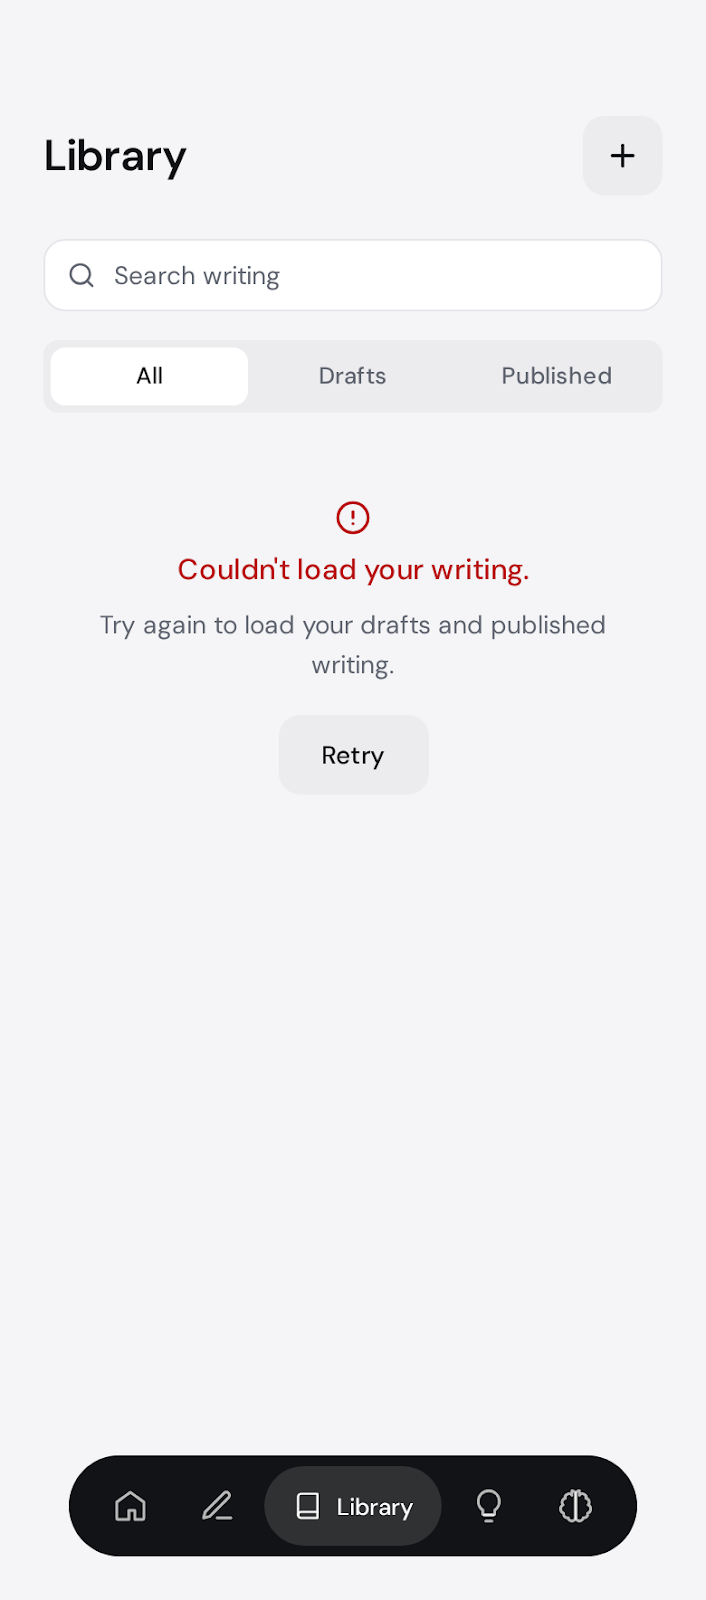 Library
Search writing
All Drafts Published
Couldn't load your writing.
Try again to load your drafts and published
writing.
Retry
Library